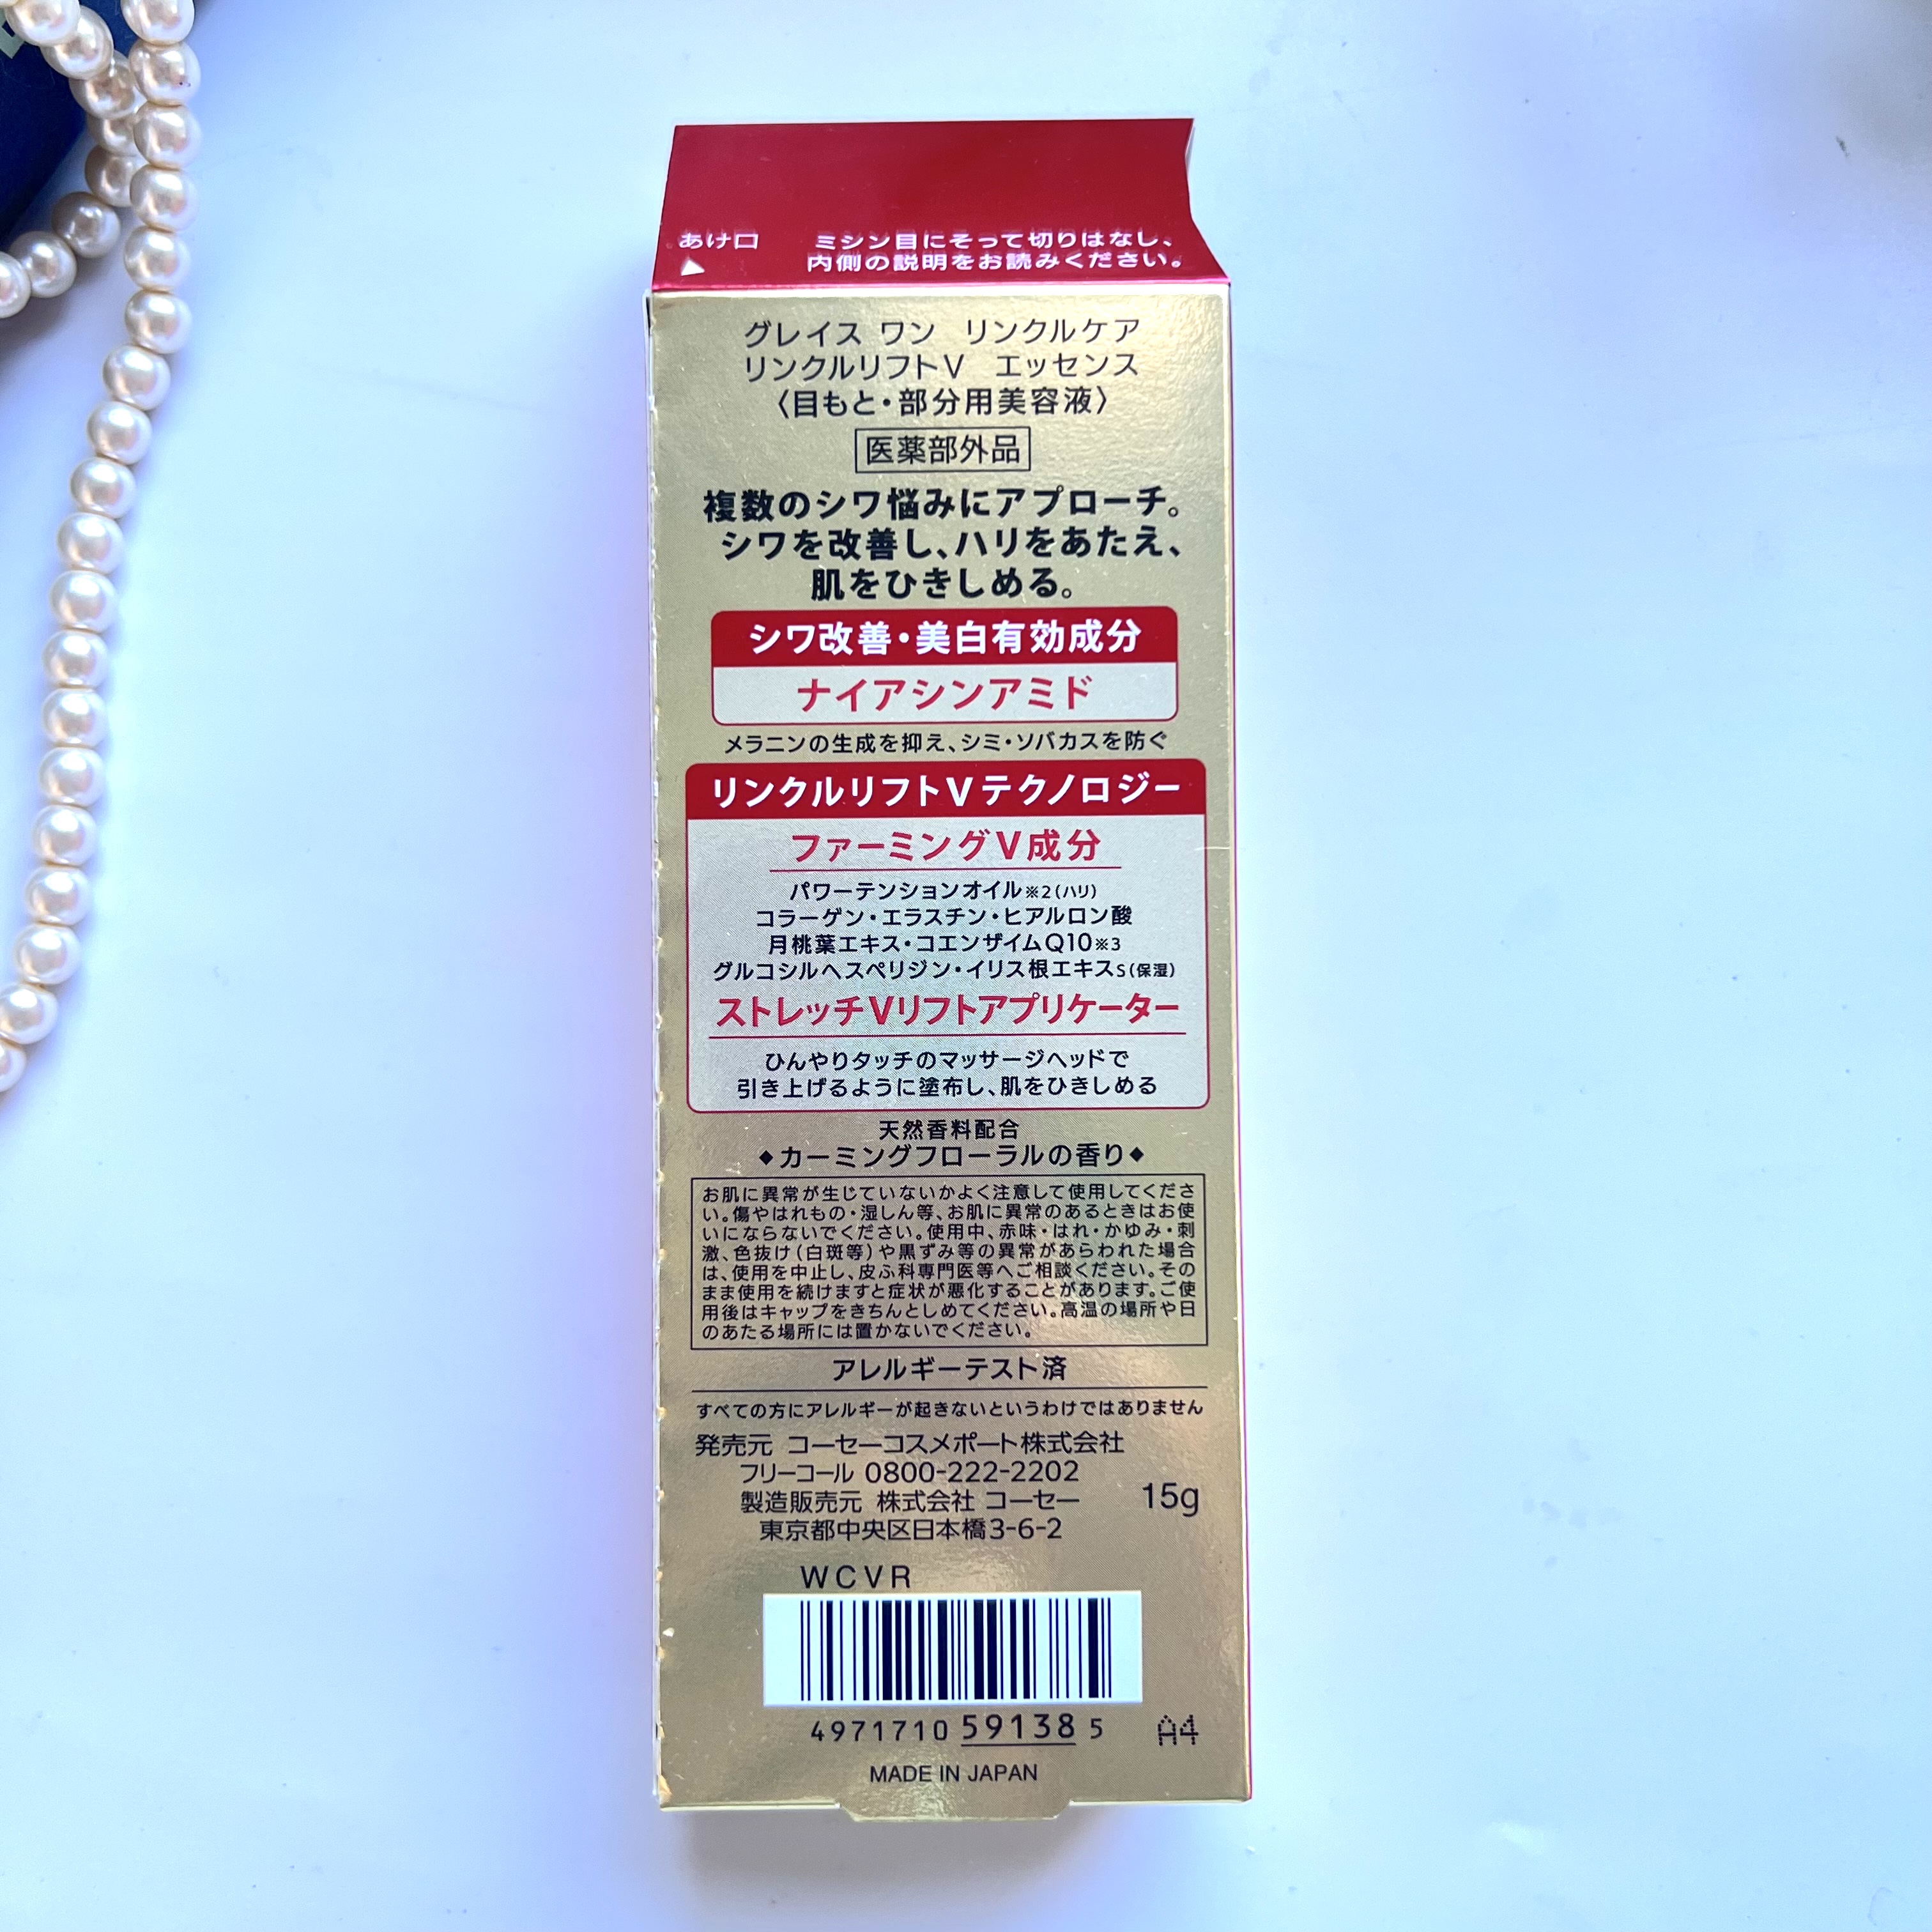 あけ口
ミシン目にそって切りはなし、
内側の説明をお読みください。
グレイス ワン リンクルケア
リンクルリフトV エッセンス
〈目もと・部分用美容液〉
医薬部外品
複数のシワ悩みにアプローチ。
シワを改善し、ハリをあたえ、
肌をひきしめる。
シワ改善・美白有効成分
ナイアシンアミド
メラニンの生成を抑え、シミ・ソバカスを防ぐ
リンクルリフトVテクノロジー
ファーミングV成分
パワーテンションオイル※2(ハリ)
コラーゲン・エラスチン・ヒアルロン酸
月桃葉エキス・コエンザイムQ10※3
グルコシルヘスペリジン・イリス根エキスS(保湿)
ストレッチVリフトアプリケーター
ひんやりタッチのマッサージヘッドで
引き上げるように塗布し、肌をひきしめる
天然香料配合
◆カーミングフローラルの香り◆
お肌に異常が生じていないかよく注意して使用してくださ
い。傷やはれもの・湿しん等、お肌に異常のあるときはお使
いにならないでください。使用中、赤味・はれ・かゆみ・刺
激、色抜け(白斑等)や黒ずみ等の異常があらわれた場合
は、使用を中止し、皮ふ科専門医等へご相談ください。その
まま使用を続けますと症状が悪化することがあります。ご使
用後はキャップをきちんとしめてください。高温の場所や日
のあたる場所には置かないでください。
アレルギーテスト済
すべての方にアレルギーが起きないというわけではありません
発売元 コーセーコスメポート株式会社
フリーコール 0800-222-2202
製造販売元 株式会社 コーセー
15g
東京都中央区日本橋3-6-2
WCVR
4971710 59138 5
A4
MADE IN JAPAN